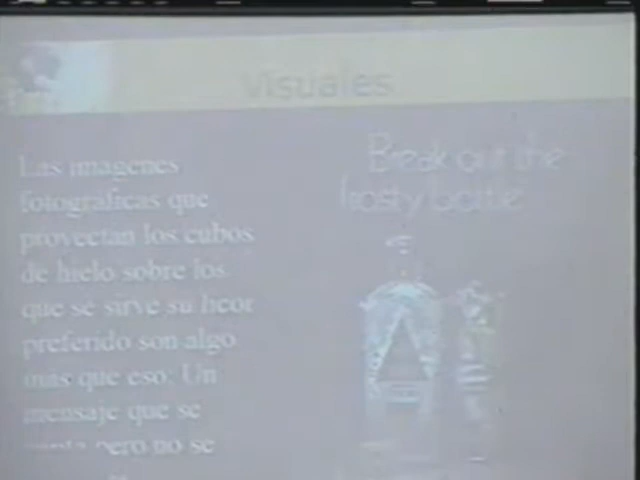 Visuales
Las imagenes
fotograficas que
proyectan los cubos
de hielo sobre los
que se sirve su licor
preferido son algo
más que eso: Un
mensaje que se
pero no se
Break out the
frosty bottle